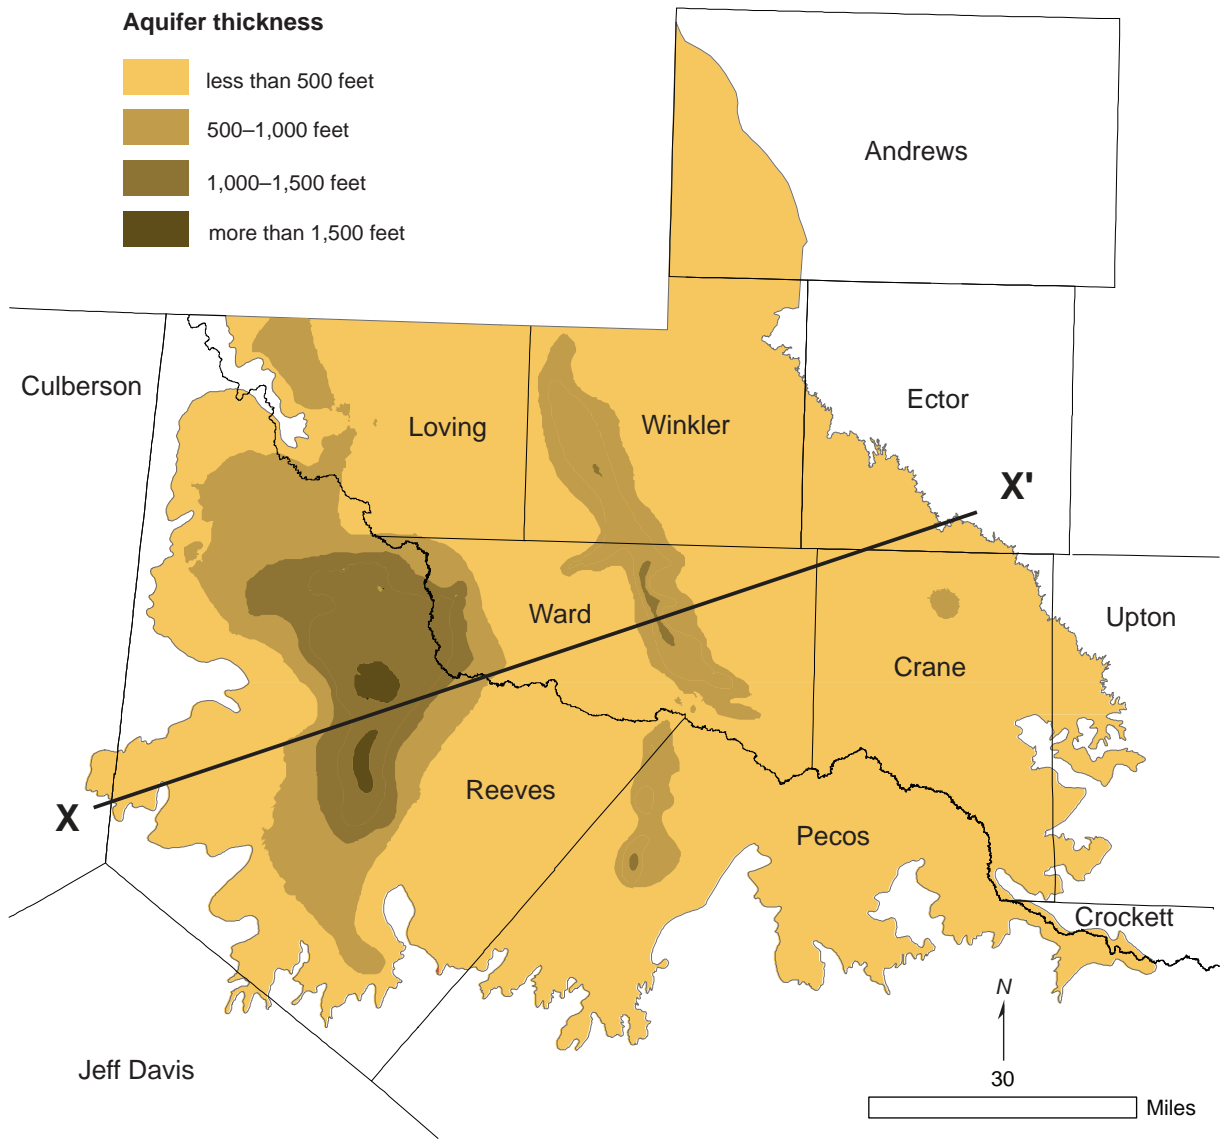 Aquifer thickness
less than 500 feet
500–1,000 feet
1,000–1,500 feet
more than 1,500 feet
Andrews
Culberson
Loving
Winkler
Ector
X'
Ward
Upton
Crane
Reeves
X
Pecos
Crockett
N
Jeff Davis
30
Miles